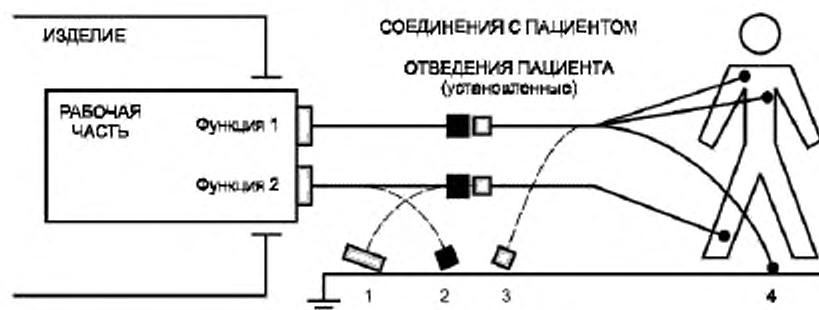 ИЗДЕЛИЕ
СОЕДИНЕНИЯ С ПАЦИЕНТОМ
ОТВЕДЕНИЯ ПАЦИЕНТА
(установленные)
РАБОЧАЯ
ЧАСТЬ
Функция 1
Функция 2
1
2
3
4